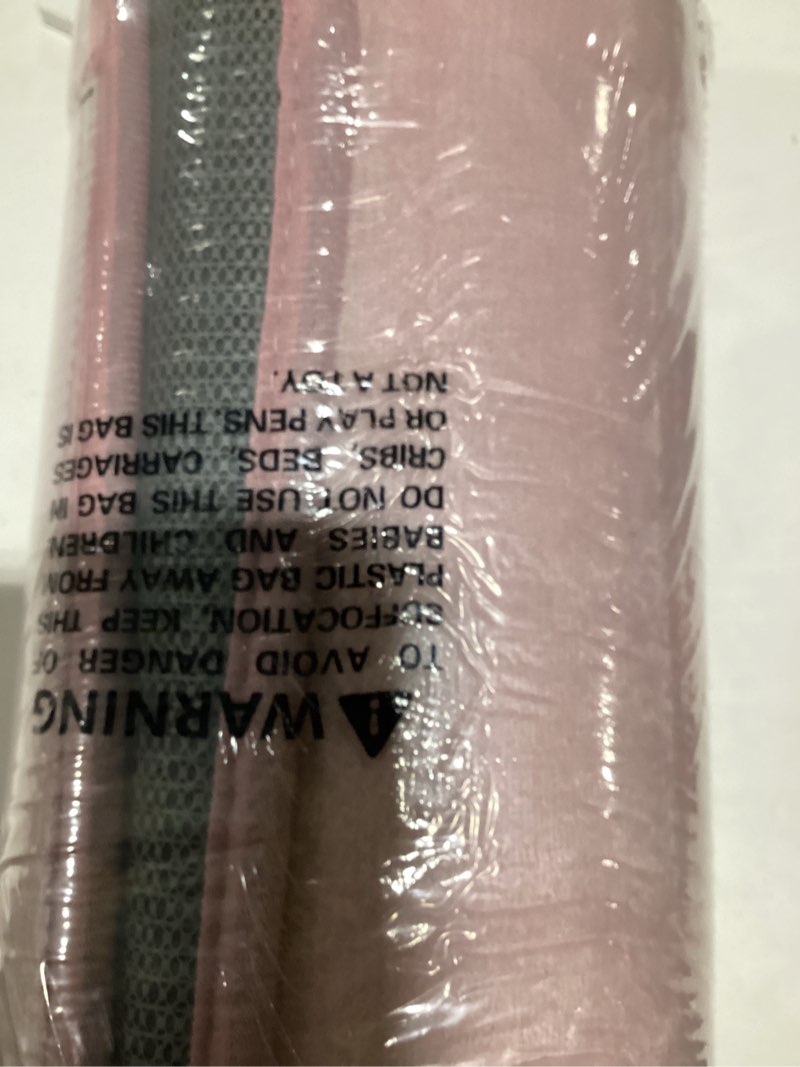 WARNING
TO AVOID DANGER OF
SUFFOCATION, KEEP THIS
PLASTIC BAG AWAY FROM
BABIES AND CHILDREN
DO NOT USE THIS BAG IN
CRIBS, BEDS, CARRIAGES
OR PLAY PENS. THIS BAG IS
NOT A TOY.